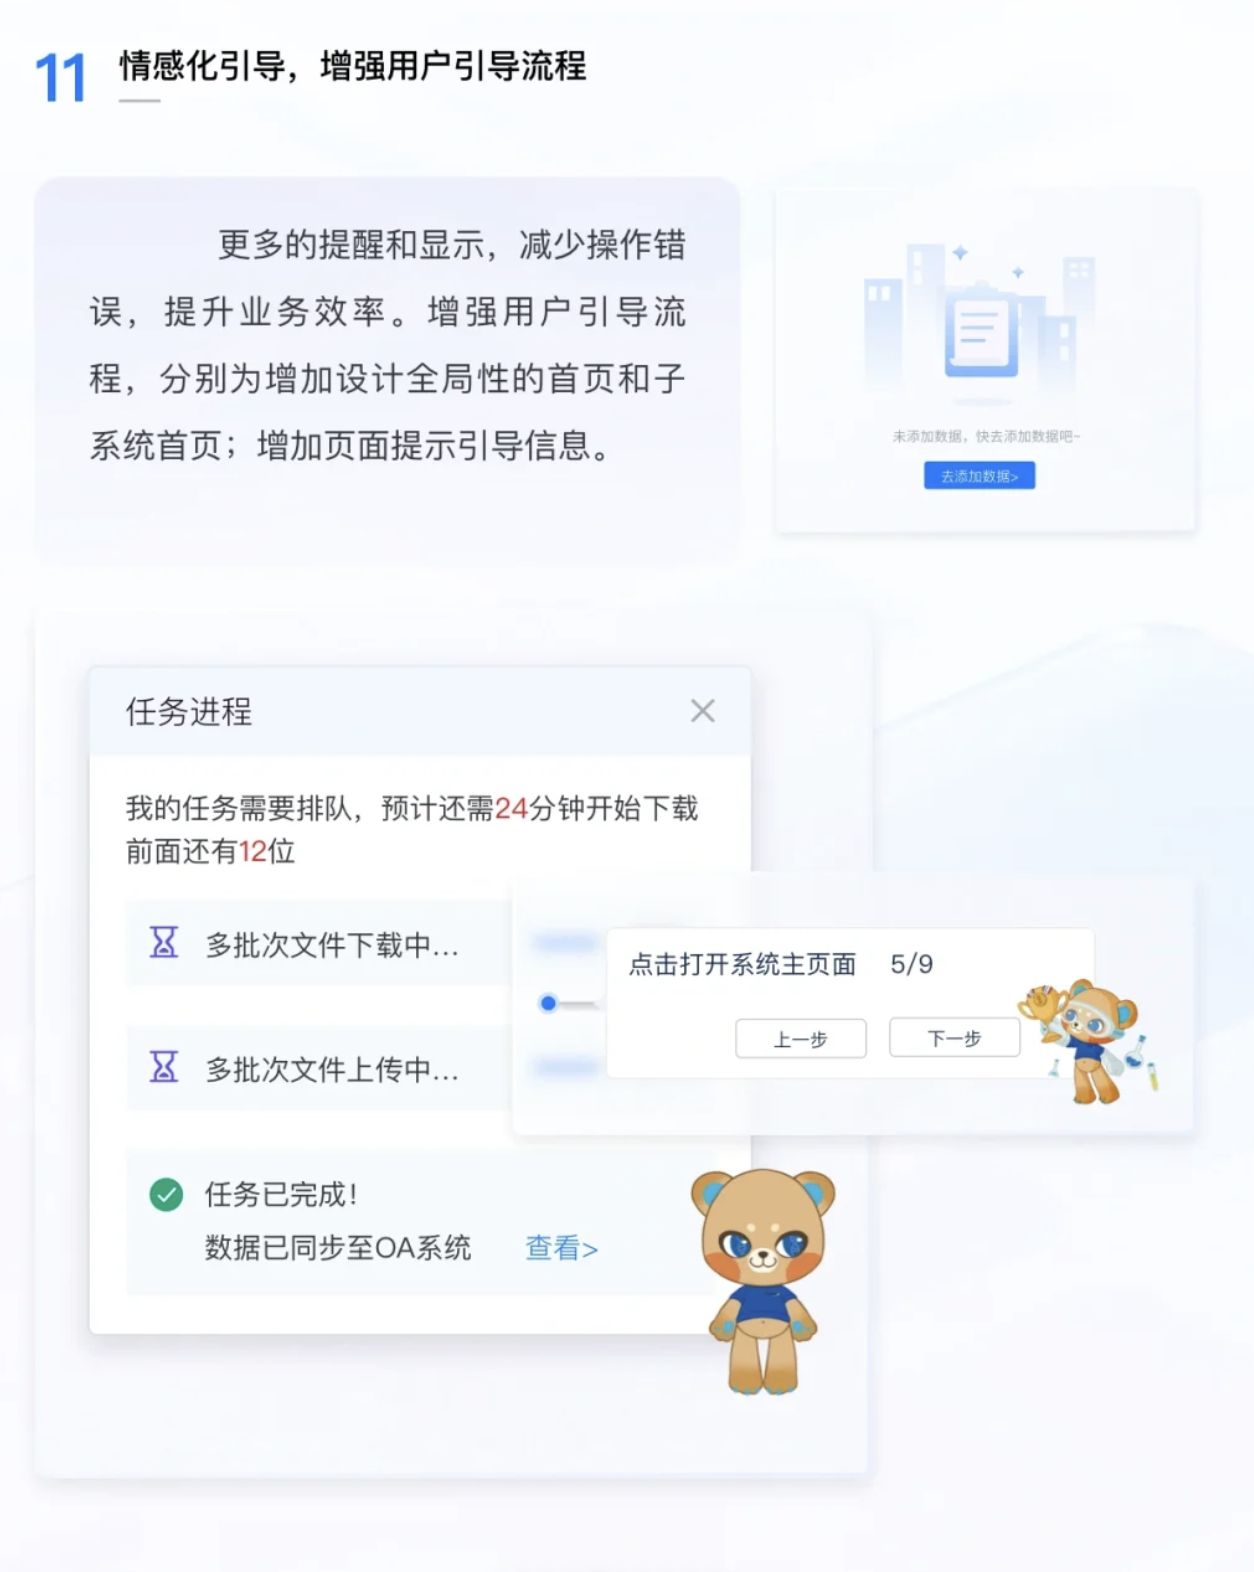 11
情感化引导，增强用户引导流程
更多的提醒和显示，减少操作错
误，提升业务效率。增强用户引导流
程，分别为增加设计全局性的首页和子
系统首页；增加页面提示引导信息。
未添加数据，快去添加数据吧~
去添加数据>
任务进程
我的任务需要排队，预计还需24分钟开始下载
前面还有12位
多批次文件下载中...
多批次文件上传中...
点击打开系统主页面 5/9
上一步 下一步
任务已完成！
数据已同步至OA系统 查看>